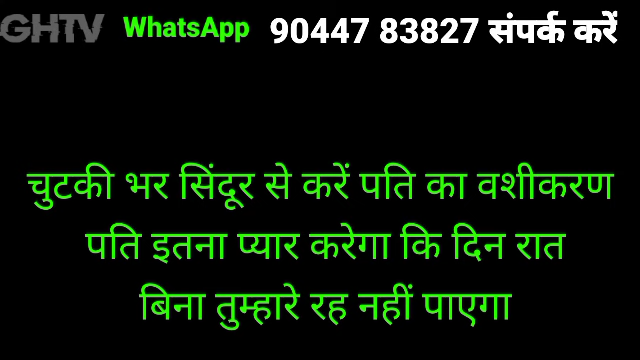 GHTV WhatsApp 90447 83827 संपर्क करें
चुटकी भर सिंदूर से करें पति का वशीकरण
पति इतना प्यार करेगा कि दिन रात
बिना तुम्हारे रह नहीं पाएगा